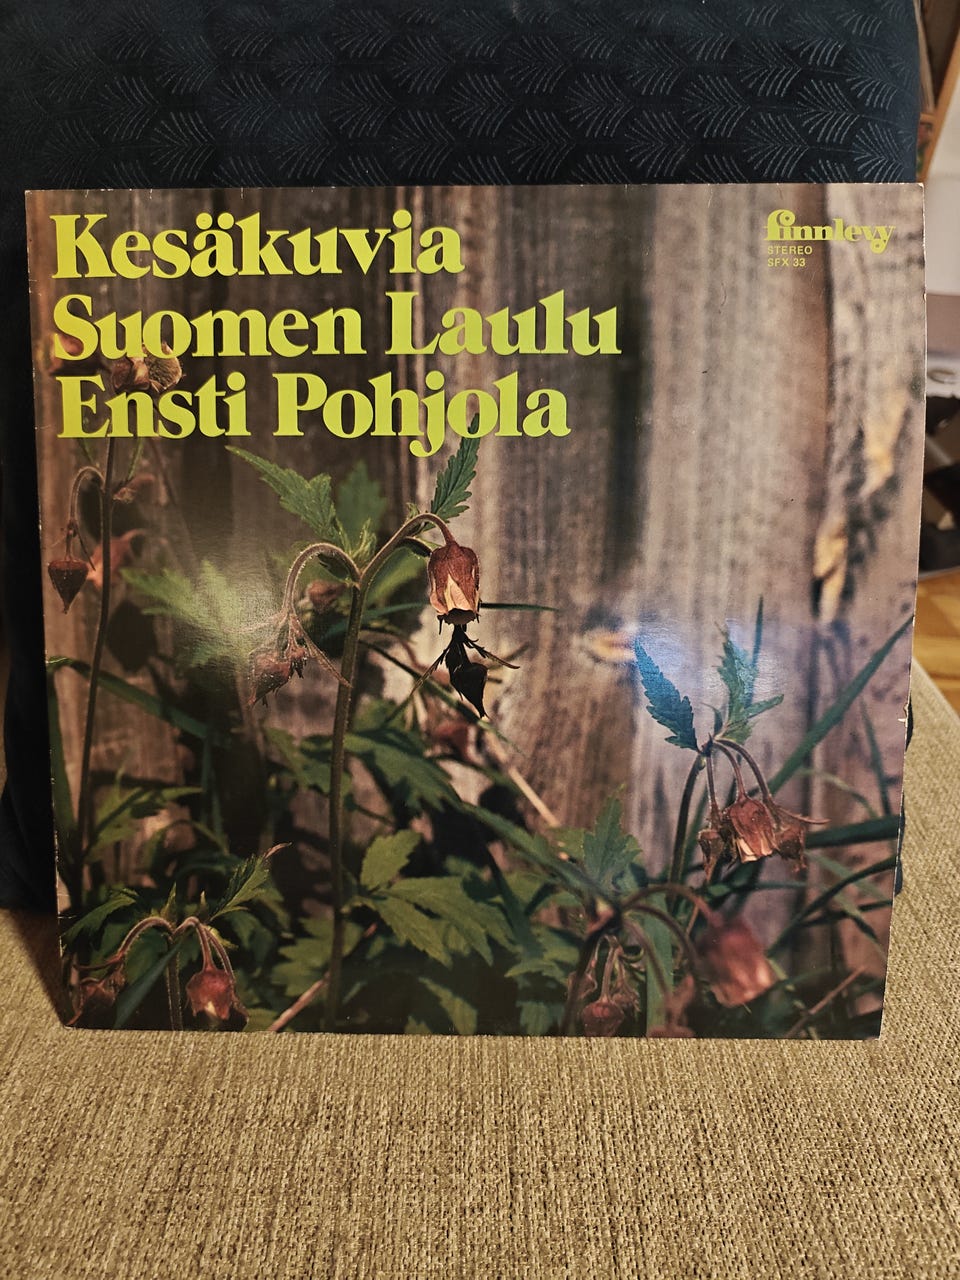 Kesäkuvia
Suomen Laulu
Ensti Pohjola
finnlevy
STEREO
SFX 33